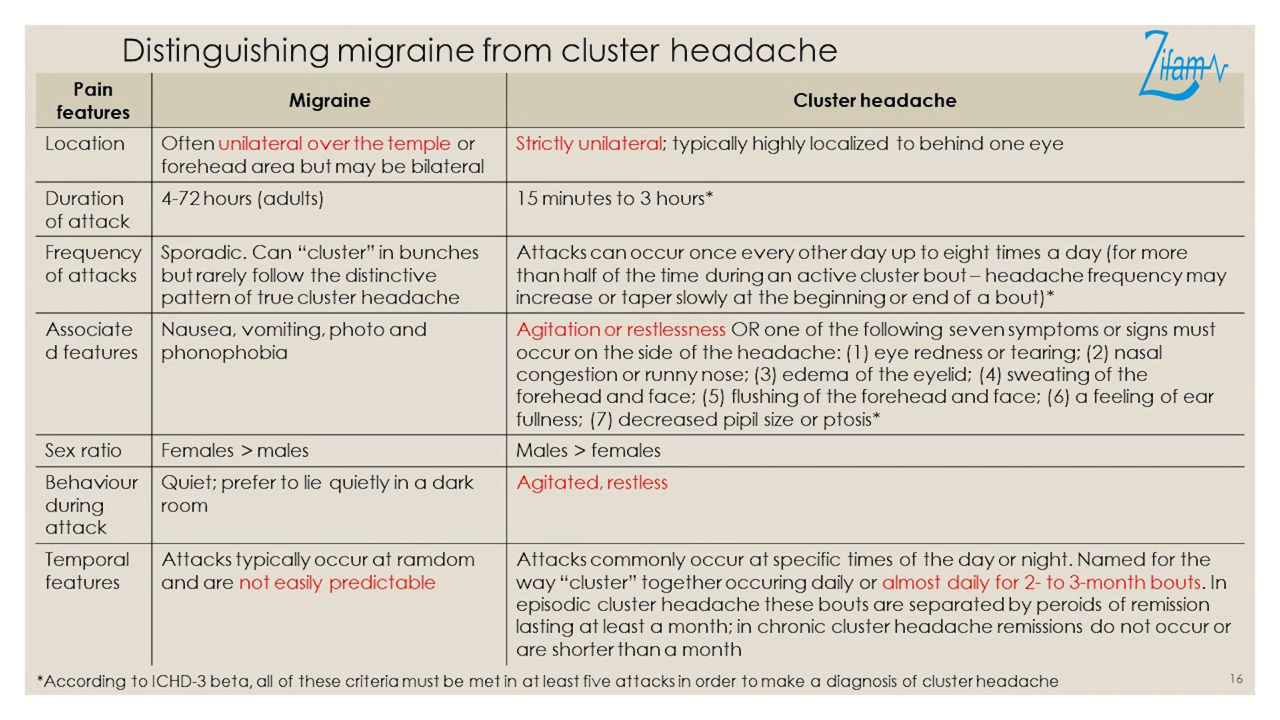 Distinguishing migraine from cluster headache
Zifam
Pain
features
Migraine
Cluster headache
Location
Often unilateral over the temple or
forehead area but may be bilateral
Strictly unilateral; typically highly localized to behind one eye
Duration
of attack
4-72 hours (adults)
15 minutes to 3 hours*
Frequency
of attacks
Sporadic. Can “cluster” in bunches
but rarely follow the distinctive
pattern of true cluster headache
Attacks can occur once every other day up to eight times a day (for more
than half of the time during an active cluster bout – headache frequency may
increase or taper slowly at the beginning or end of a bout)*
Associate
d features
Nausea, vomiting, photo and
phonophobia
Agitation or restlessness OR one of the following seven symptoms or signs must
occur on the side of the headache: (1) eye redness or tearing; (2) nasal
congestion or runny nose; (3) edema of the eyelid; (4) sweating of the
forehead and face; (5) flushing of the forehead and face; (6) a feeling of ear
fullness; (7) decreased pipil size or ptosis*
Sex ratio
Females > males
Males > females
Behaviour
during
attack
Quiet; prefer to lie quietly in a dark
room
Agitated, restless
Temporal
features
Attacks typically occur at ramdom
and are not easily predictable
Attacks commonly occur at specific times of the day or night. Named for the
way “cluster” together occuring daily or almost daily for 2- to 3-month bouts. In
episodic cluster headache these bouts are separated by peroids of remission
lasting at least a month; in chronic cluster headache remissions do not occur or
are shorter than a month
*According to ICHD-3 beta, all of these criteria must be met in at least five attacks in order to make a diagnosis of cluster headache
16